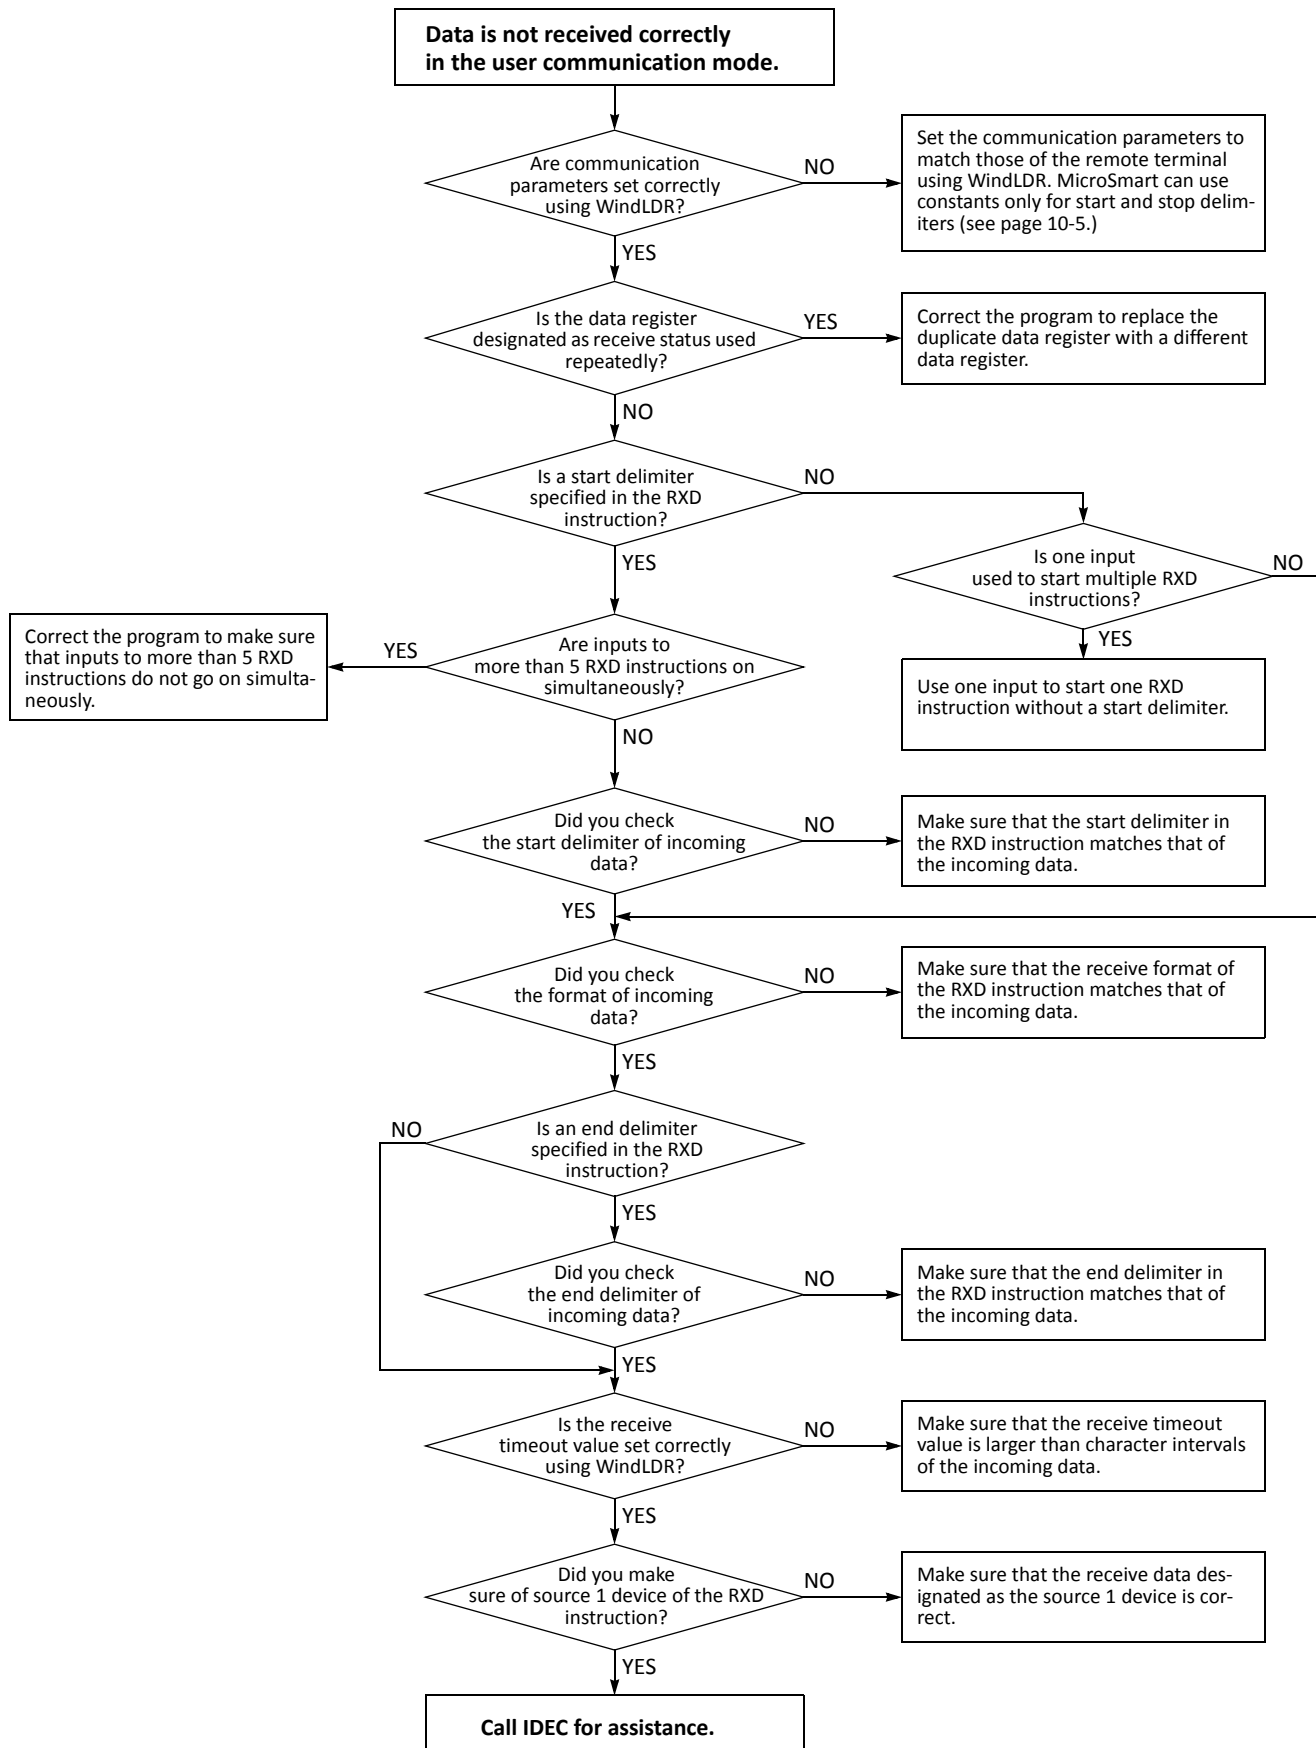 Data is not received correctly
in the user communication mode.
Are communication
parameters set correctly
using WindLDR?
NO
Set the communication parameters to
match those of the remote terminal
using WindLDR. MicroSmart can use
constants only for start and stop delim-
iters (see page 10-5.)
YES
Is the data register
designated as receive status used
repeatedly?
YES
Correct the program to replace the
duplicate data register with a different
data register.
NO
Is a start delimiter
specified in the RXD
instruction?
NO
YES
Is one input
used to start multiple RXD
instructions?
NO
YES
Use one input to start one RXD
instruction without a start delimiter.
Are inputs to
more than 5 RXD instructions on
simultaneously?
YES
Correct the program to make sure
that inputs to more than 5 RXD
instructions do not go on simulta-
neously.
NO
Did you check
the start delimiter of incoming
data?
NO
Make sure that the start delimiter in
the RXD instruction matches that of
the incoming data.
YES
Did you check
the format of incoming
data?
NO
Make sure that the receive format of
the RXD instruction matches that of
the incoming data.
YES
Is an end delimiter
specified in the RXD
instruction?
NO
YES
Did you check
the end delimiter of
incoming data?
NO
Make sure that the end delimiter in
the RXD instruction matches that of
the incoming data.
YES
Is the receive
timeout value set correctly
using WindLDR?
NO
Make sure that the receive timeout
value is larger than character intervals
of the incoming data.
YES
Did you make
sure of source 1 device of the RXD
instruction?
NO
Make sure that the receive data des-
ignated as the source 1 device is cor-
rect.
YES
Call IDEC for assistance.